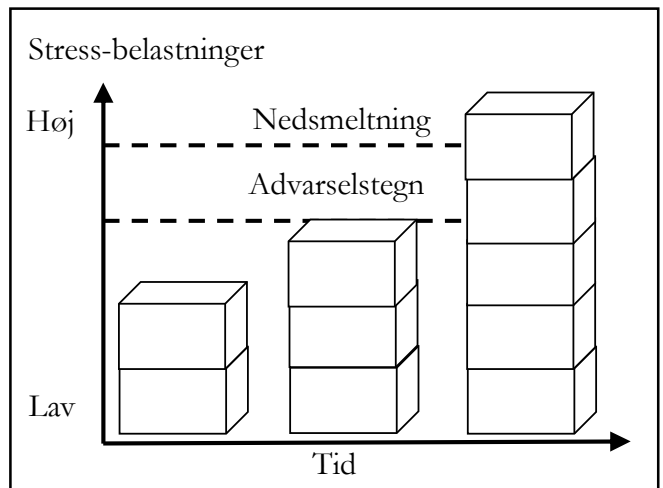 Stress-belastninger
Høj
Nedsmeltning
Advarselstegn
Lav
Tid